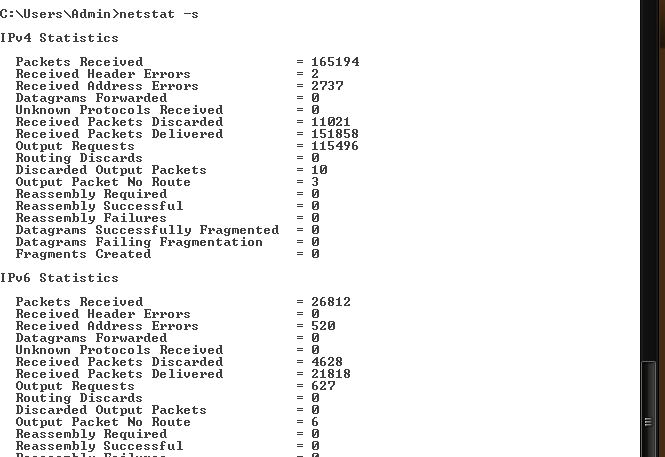 C:\Users\Admin>netstat -s
IPv4 Statistics
Packets Received = 165194
Received Header Errors = 2
Received Address Errors = 2737
Datagrams Forwarded = 0
Unknown Protocols Received = 0
Received Packets Discarded = 11021
Received Packets Delivered = 151858
Output Requests = 115496
Routing Discards = 0
Discarded Output Packets = 10
Output Packet No Route = 3
Reassembly Required = 0
Reassembly Successful = 0
Reassembly Failures = 0
Datagrams Successfully Fragmented = 0
Datagrams Failing Fragmentation = 0
Fragments Created = 0
IPv6 Statistics
Packets Received = 26812
Received Header Errors = 0
Received Address Errors = 520
Datagrams Forwarded = 0
Unknown Protocols Received = 0
Received Packets Discarded = 4628
Received Packets Delivered = 21818
Output Requests = 627
Routing Discards = 0
Discarded Output Packets = 0
Output Packet No Route = 6
Reassembly Required = 0
Reassembly Successful = 0
Reassembly Failures = 0